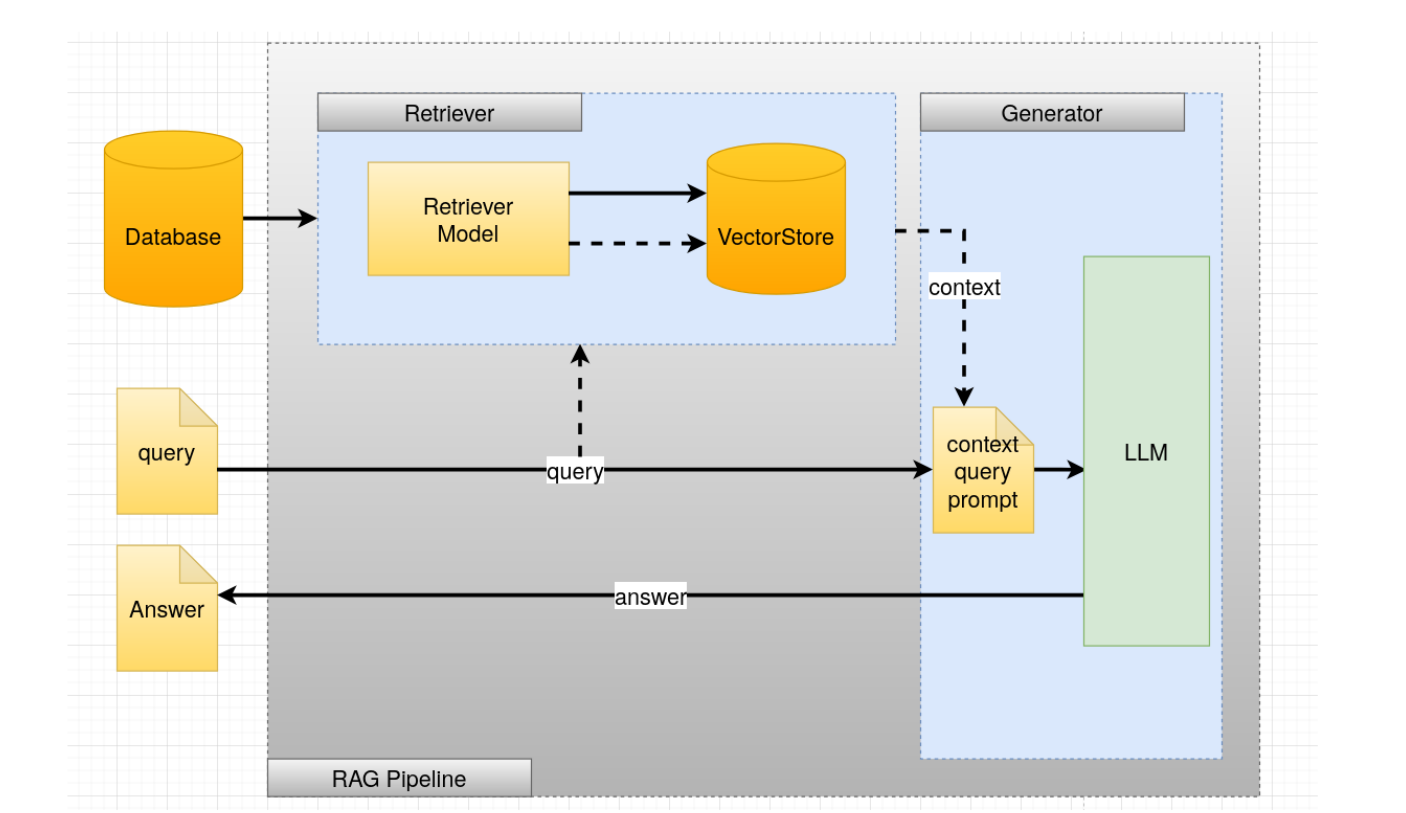 Retriever
Generator
Database
Retriever
Model
VectorStore
context
query
query
context
query
prompt
LLM
Answer
answer
RAG Pipeline